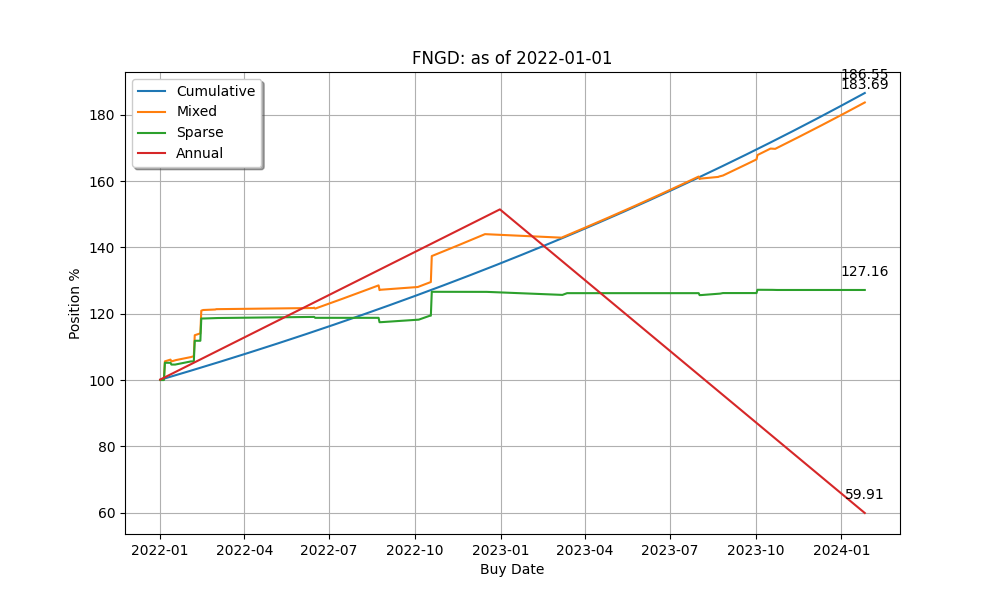 FNGD: as of 2022-01-01
186.55
183.69
Cumulative
Mixed
Sparse
Annual
180
160
140
127.16
120
100
80
59.91
60
Position %
2022-01 2022-04 2022-07 2022-10 2023-01 2023-04 2023-07 2023-10 2024-01
Buy Date